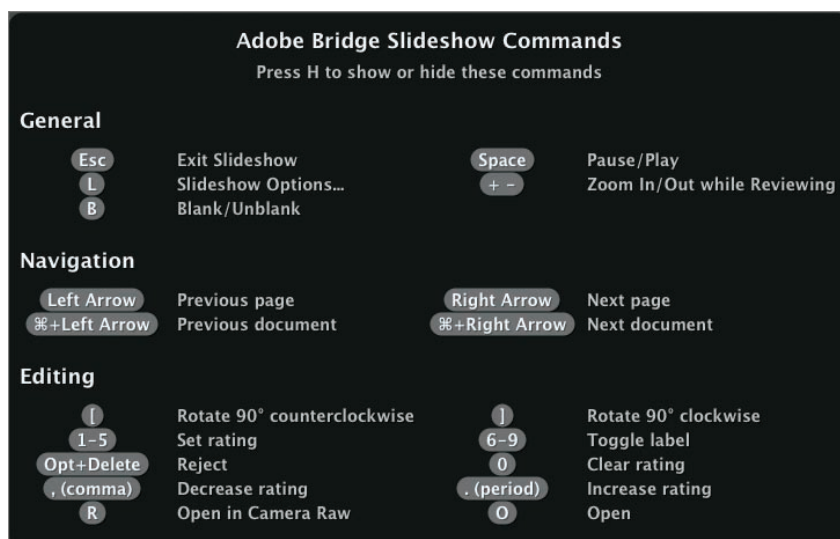 Adobe Bridge Slideshow Commands
Press H to show or hide these commands
General
Esc Exit Slideshow Space Pause/Play
L Slideshow Options... + - Zoom In/Out while Reviewing
B Blank/Unblank
Navigation
Left Arrow Previous page Right Arrow Next page
⌘+Left Arrow Previous document ⌘+Right Arrow Next document
Editing
[ Rotate 90° counterclockwise ] Rotate 90° clockwise
1-5 Set rating 6-9 Toggle label
Opt+Delete Reject 0 Clear rating
, (comma) Decrease rating . (period) Increase rating
R Open in Camera Raw O Open